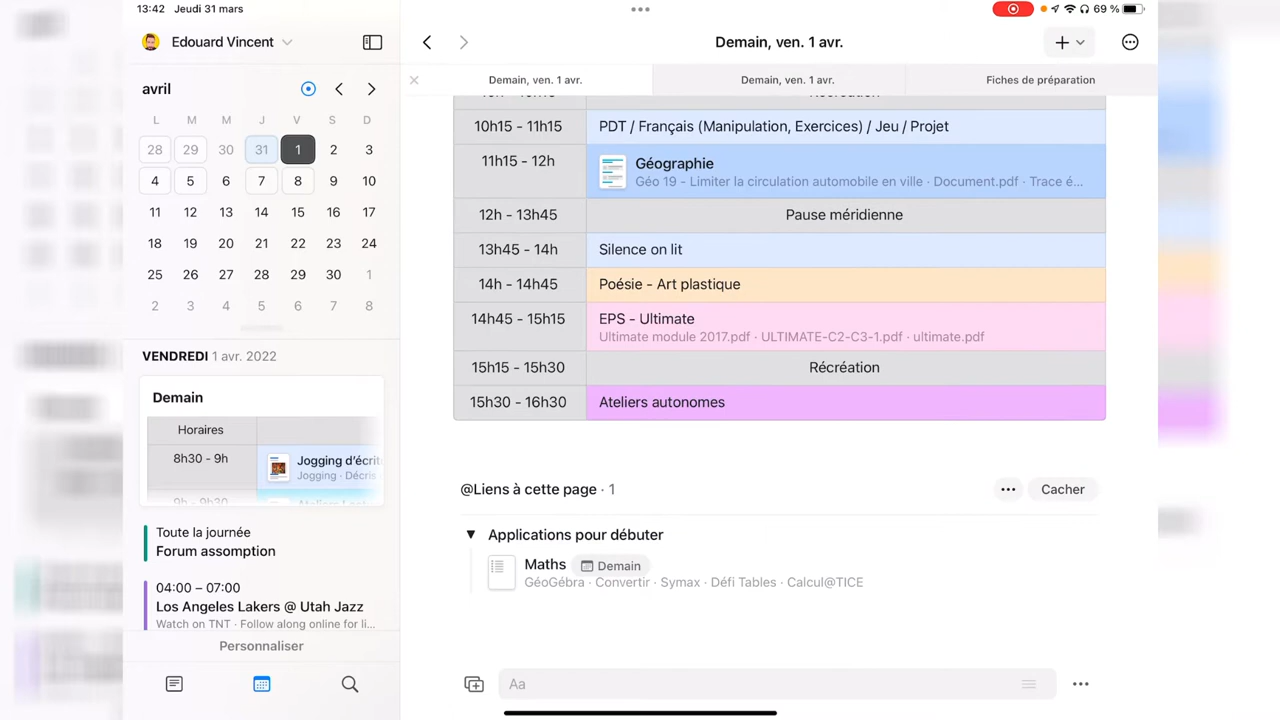 13:42 Jeudi 31 mars
69 %
Edouard Vincent
avril
L M M J V S D
28 29 30 31 1 2 3
4 5 6 7 8 9 10
11 12 13 14 15 16 17
18 19 20 21 22 23 24
25 26 27 28 29 30 1
2 3 4 5 6 7 8
VENDREDI 1 avr. 2022
Demain
Horaires
8h30 - 9h
Jogging d'écrit
Jogging · Décris
Toute la journée
Forum assomption
04:00 – 07:00
Los Angeles Lakers @ Utah Jazz
Watch on TNT · Follow along online for li...
Personnaliser
Demain, ven. 1 avr.
Demain, ven. 1 avr.
Demain, ven. 1 avr.
Fiches de préparation
10h15 - 11h15
PDT / Français (Manipulation, Exercices) / Jeu / Projet
11h15 - 12h
Géographie
Géo 19 - Limiter la circulation automobile en ville · Document.pdf · Trace é...
12h - 13h45
Pause méridienne
13h45 - 14h
Silence on lit
14h - 14h45
Poésie - Art plastique
14h45 - 15h15
EPS - Ultimate
Ultimate module 2017.pdf · ULTIMATE-C2-C3-1.pdf · ultimate.pdf
15h15 - 15h30
Récréation
15h30 - 16h30
Ateliers autonomes
@Liens à cette page · 1
Cacher
Applications pour débuter
Maths
Demain
GéoGébra · Convertir · Symax · Défi Tables · Calcul@TICE
Aa